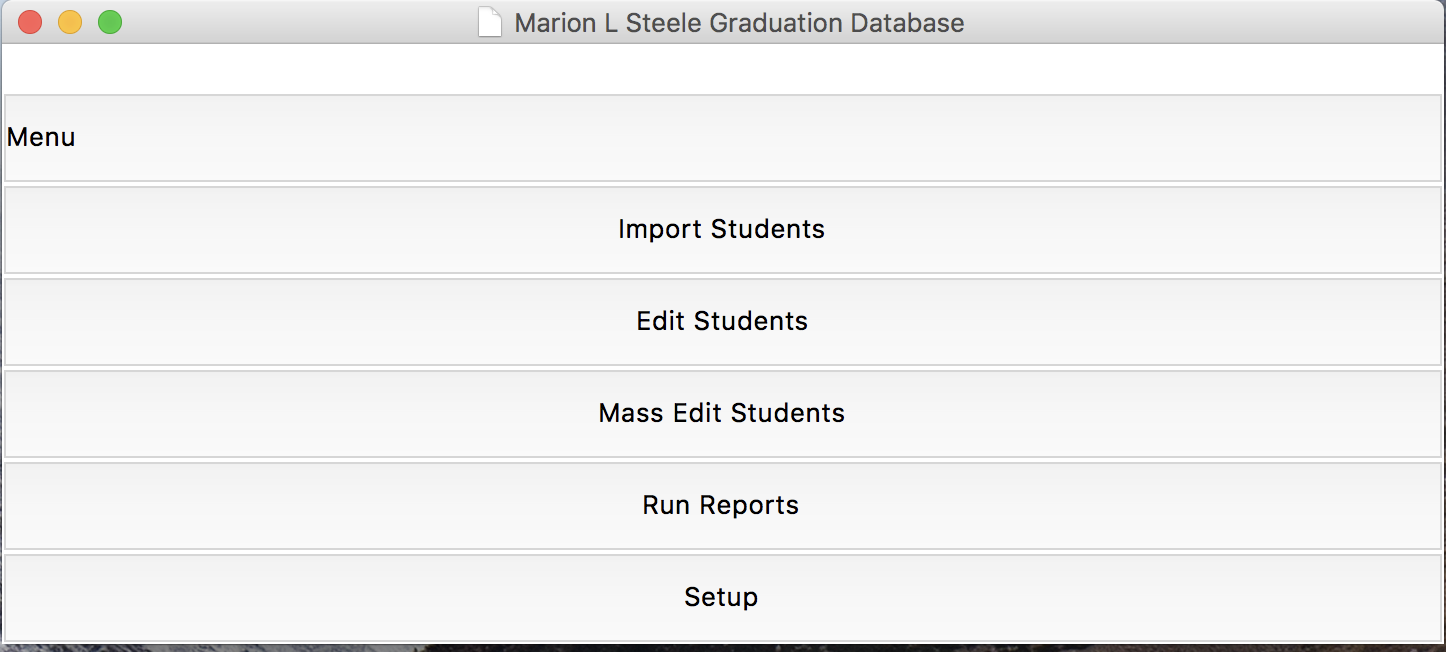 Marion L Steele Graduation Database
Menu
Import Students
Edit Students
Mass Edit Students
Run Reports
Setup